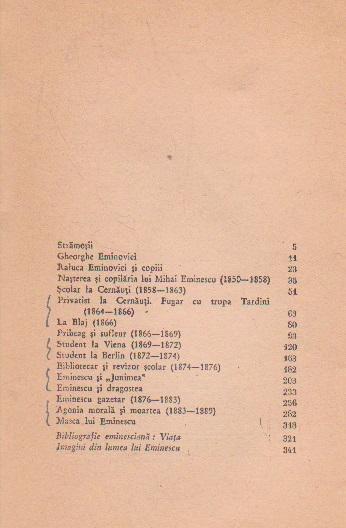 Strămoșii 5
Gheorghe Eminovici 11
Raluca Eminovici și copiii 23
Nașterea și copilăria lui Mihai Eminescu (1850—1858) 35
Școlar la Cernăuți (1858—1863) 51
Privatist la Cernăuți. Fugar cu trupa Tardini
(1864—1866) 63
La Blaj (1866) 80
Pribeag și sufleur (1866—1869) 93
Student la Viena (1869—1872) 120
Student la Berlin (1872—1874) 163
Bibliotecar și revizor școlar (1874—1876) 182
Eminescu și „Junimea" 203
Eminescu și dragostea 233
Eminescu gazetar (1876—1883) 256
Agonia morală și moartea (1883—1889) 282
Masca lui Eminescu 313
Bibliografie eminesciană : Viața 321
Imagini din lumea lui Eminescu 341